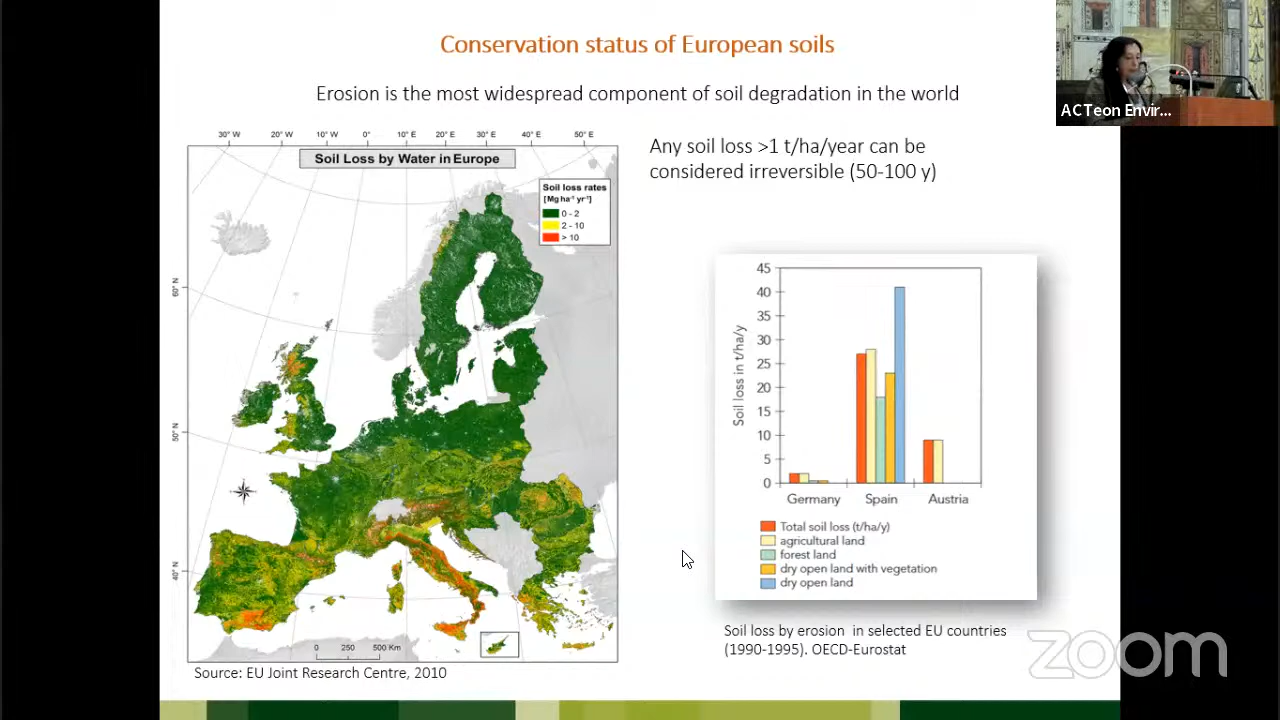 Conservation status of European soils
ACTeon Envir...
Erosion is the most widespread component of soil degradation in the world
30° W 20° W 10° W 0° 10° E 20° E 30° E 40° E 50° E
Soil Loss by Water in Europe
Soil loss rates
[Mg ha⁻¹ yr⁻¹]
0 - 2
2 - 10
> 10
60° N
50° N
40° N
0 250 500 Km
Source: EU Joint Research Centre, 2010
Any soil loss >1 t/ha/year can be
considered irreversible (50-100 y)
Soil loss in t/ha/y
45
40
35
30
25
20
15
10
5
0
Germany Spain Austria
Total soil loss (t/ha/y)
agricultural land
forest land
dry open land with vegetation
dry open land
Soil loss by erosion in selected EU countries
(1990-1995). OECD-Eurostat
zoom